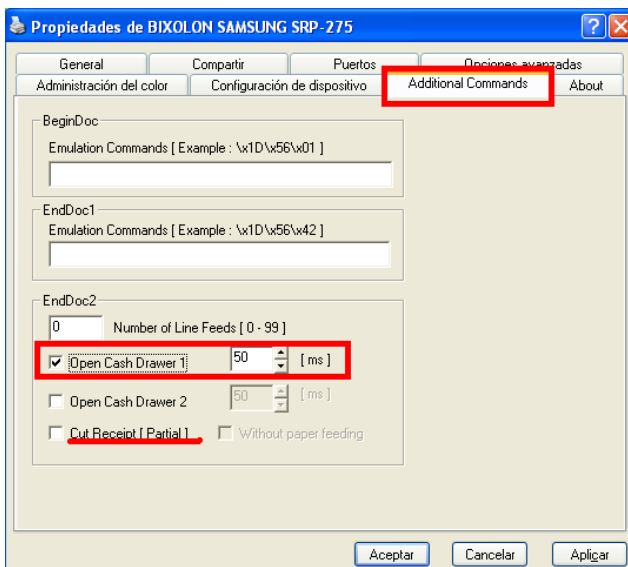 Propiedades de BIXOLON SAMSUNG SRP-275
General Compartir Puertos Opciones avanzadas
Administración del color Configuración de dispositivo Additional Commands About
BeginDoc
Emulation Commands [ Example : \x1D\x56\x01 ]
EndDoc1
Emulation Commands [ Example : \x1D\x56\x42 ]
EndDoc2
0 Number of Line Feeds [ 0 - 99 ]
Open Cash Drawer 1 50 [ ms ]
Open Cash Drawer 2 50 [ ms ]
Cut Receipt [ Partial ] Without paper feeding
Aceptar Cancelar Aplicar